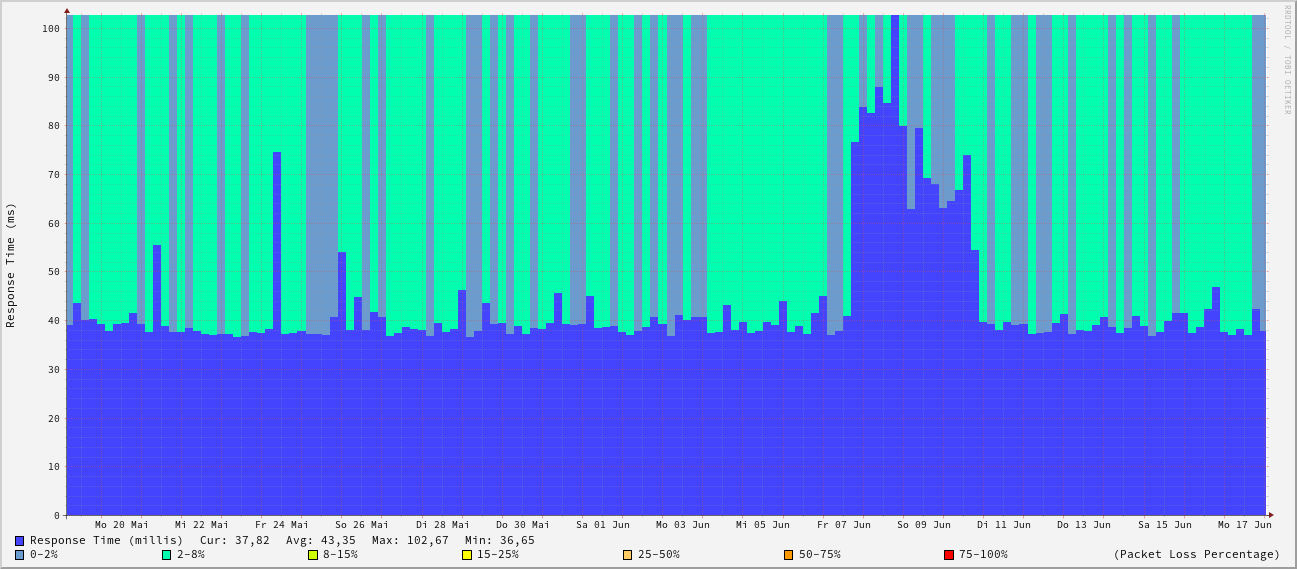 RRDTOOL / TOBI OETIKER
Response Time (ms)
100
90
80
70
60
50
40
30
20
10
0
Mo 20 Mai Mi 22 Mai Fr 24 Mai So 26 Mai Di 28 Mai Do 30 Mai Sa 01 Jun Mo 03 Jun Mi 05 Jun Fr 07 Jun So 09 Jun Di 11 Jun Do 13 Jun Sa 15 Jun Mo 17 Jun
Response Time (millis) Cur: 37,82 Avg: 43,35 Max: 102,67 Min: 36,65
0-2% 2-8% 8-15% 15-25% 25-50% 50-75% 75-100% (Packet Loss Percentage)